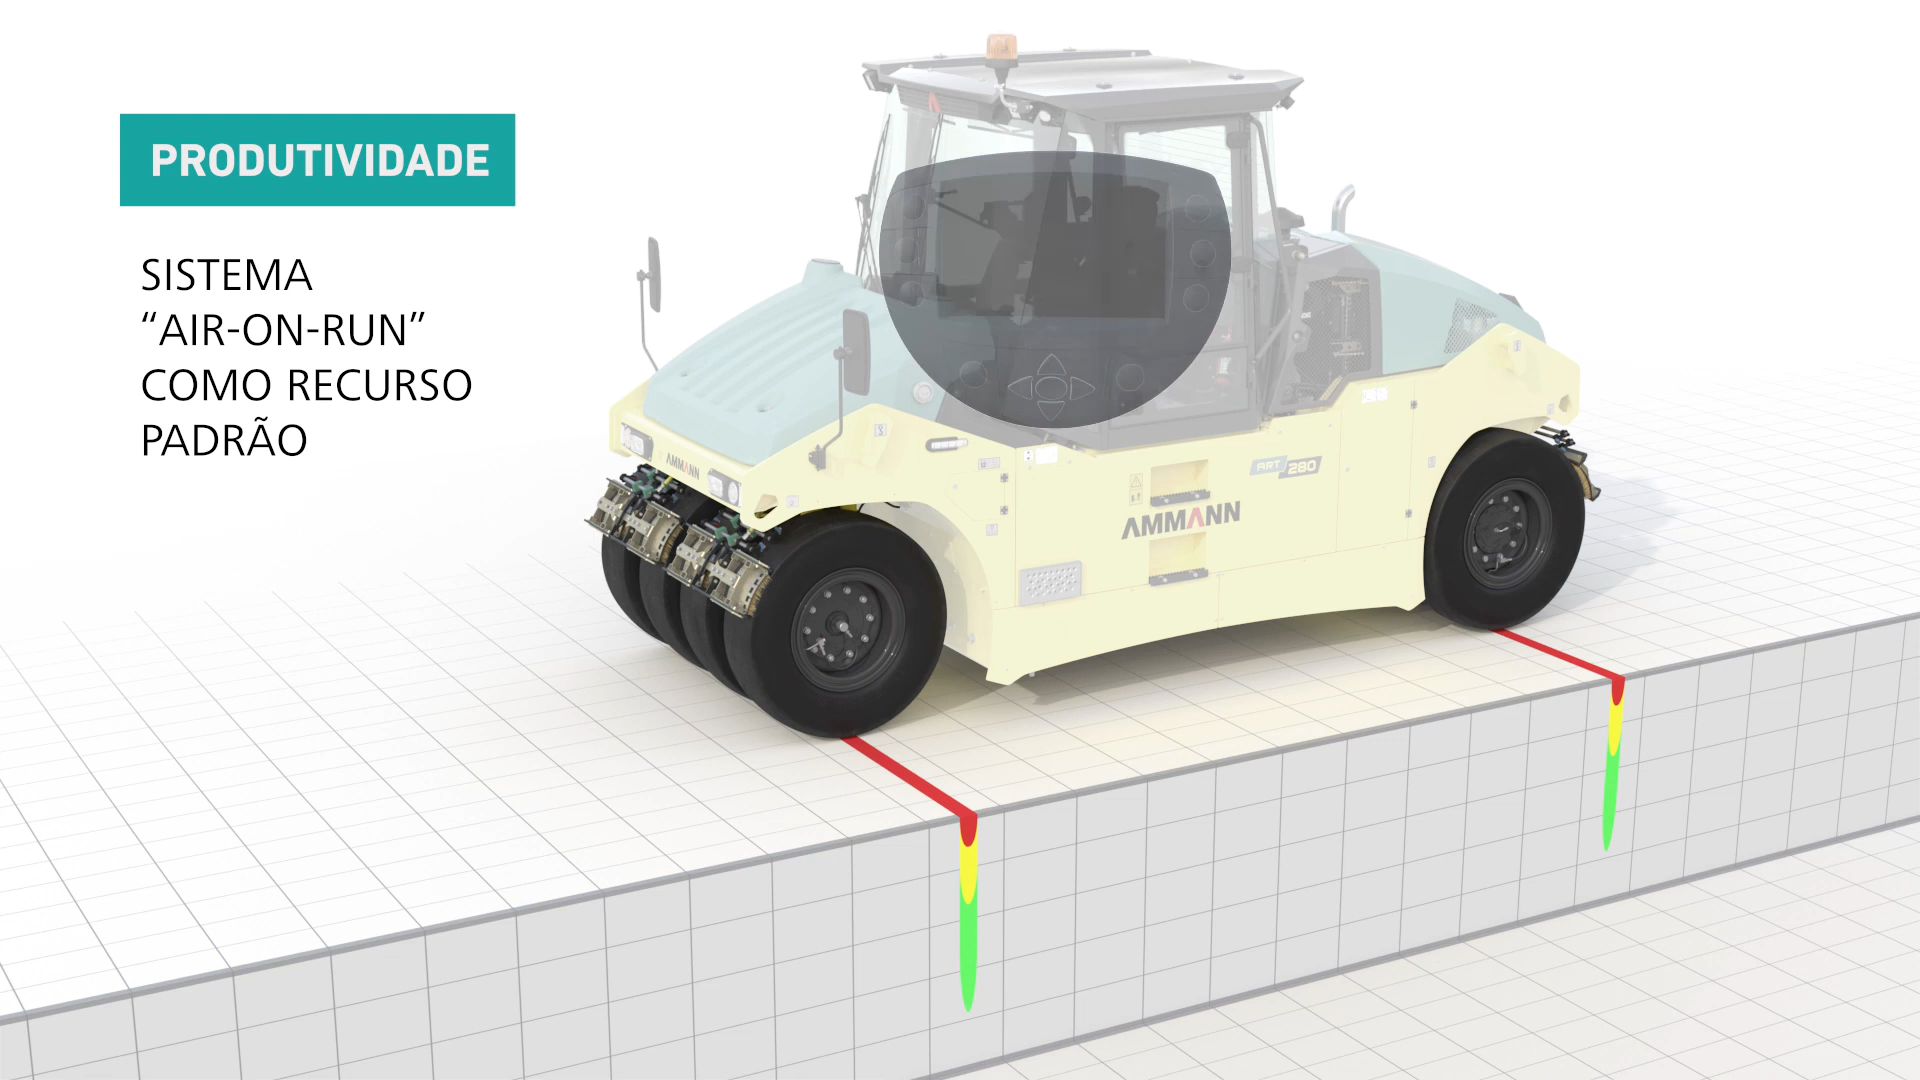 PRODUTIVIDADE
SISTEMA
“AIR-ON-RUN”
COMO RECURSO
PADRÃO
AMMANN
ART 280
AMMANN